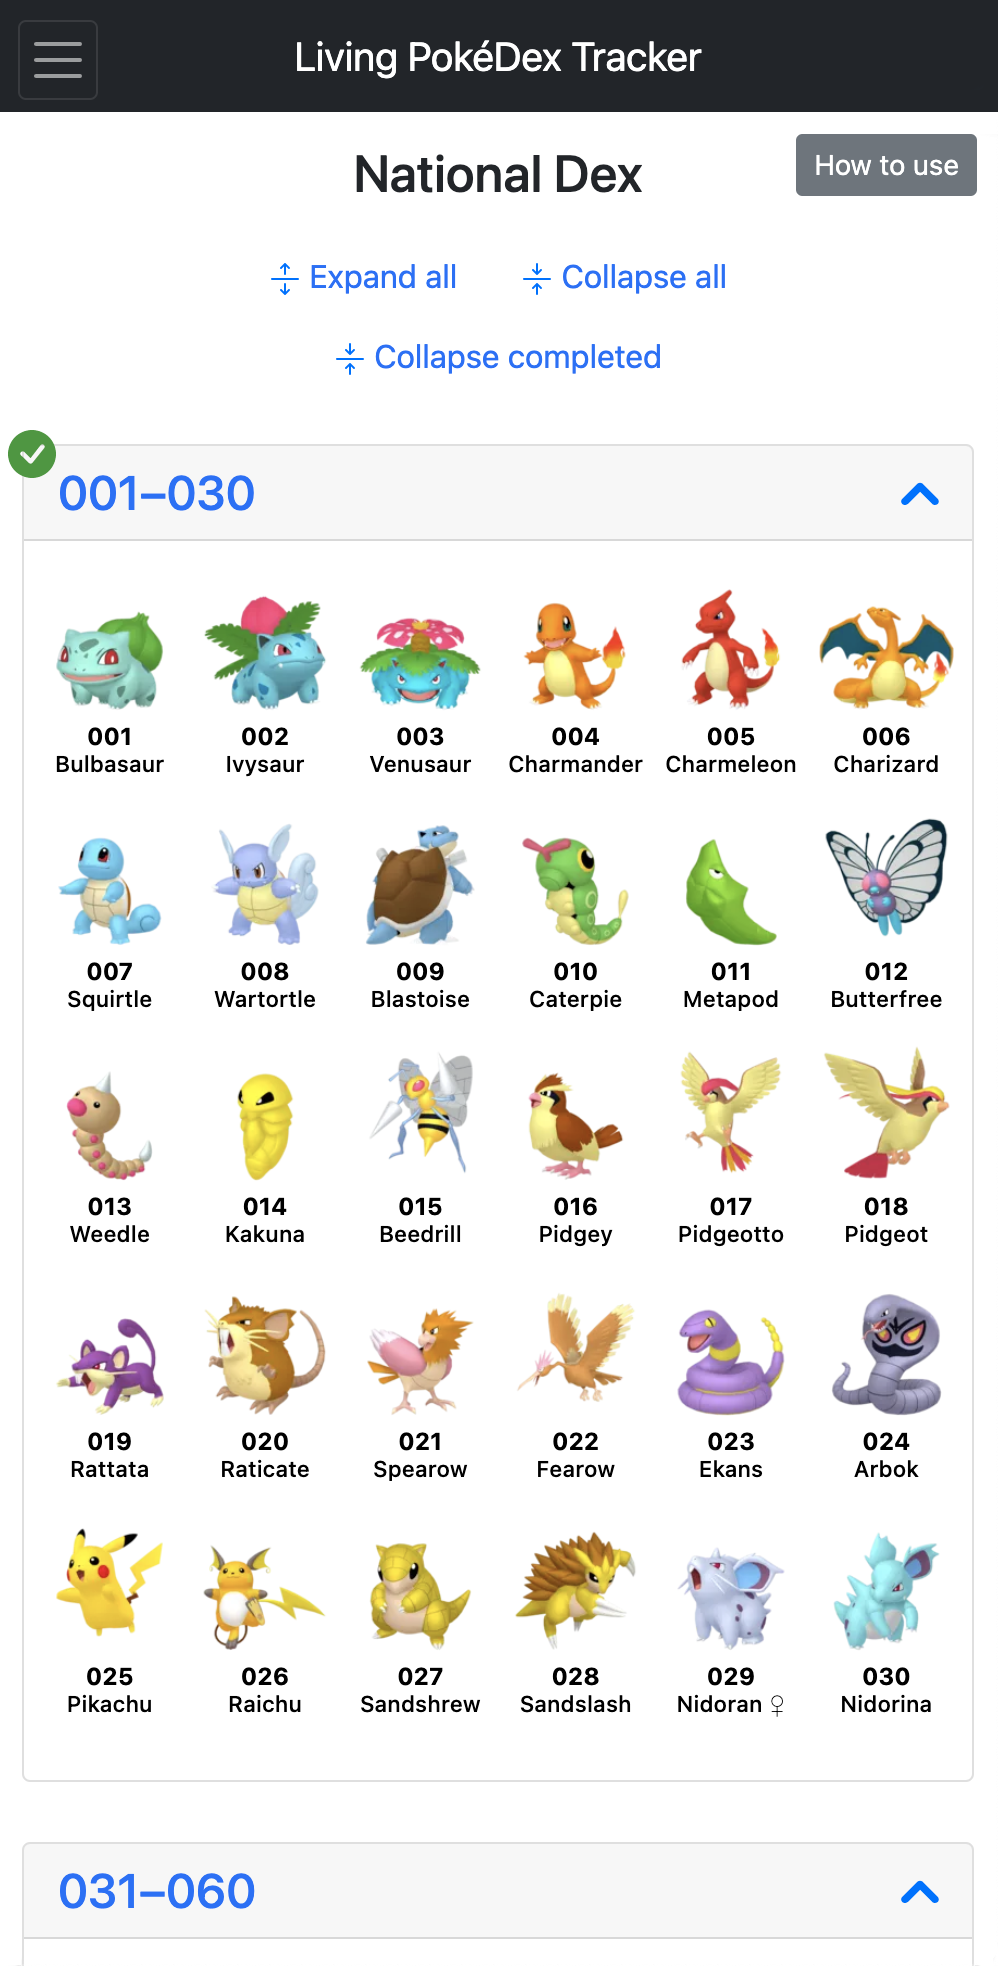 Living PokéDex Tracker
National Dex
How to use
Expand all
Collapse all
Collapse completed
001–030
001
Bulbasaur
002
Ivysaur
003
Venusaur
004
Charmander
005
Charmeleon
006
Charizard
007
Squirtle
008
Wartortle
009
Blastoise
010
Caterpie
011
Metapod
012
Butterfree
013
Weedle
014
Kakuna
015
Beedrill
016
Pidgey
017
Pidgeotto
018
Pidgeot
019
Rattata
020
Raticate
021
Spearow
022
Fearow
023
Ekans
024
Arbok
025
Pikachu
026
Raichu
027
Sandshrew
028
Sandslash
029
Nidoran ♀
030
Nidorina
031–060